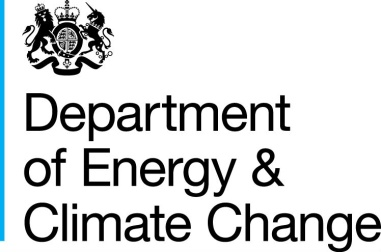 Department
of Energy &
Climate Change